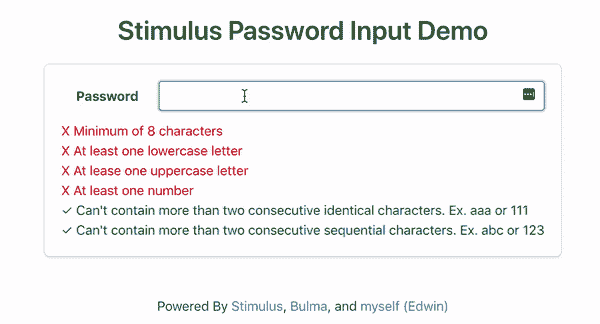 Stimulus Password Input Demo
Password
X Minimum of 8 characters
X At least one lowercase letter
X At lease one uppercase letter
X At least one number
✓ Can't contain more than two consecutive identical characters. Ex. aaa or 111
✓ Can't contain more than two consecutive sequential characters. Ex. abc or 123
Powered By Stimulus, Bulma, and myself (Edwin)